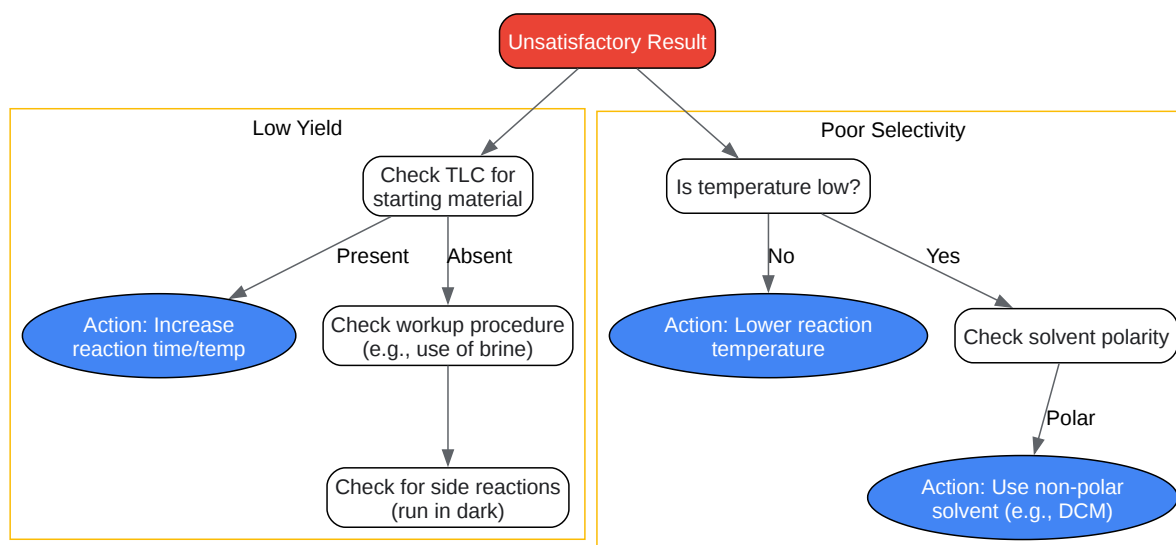 Unsatisfactory Result
Low Yield
Poor Selectivity
Check TLC for
starting material
Is temperature low?
Present
Absent
No
Yes
Action: Increase
reaction time/temp
Check workup procedure
(e.g., use of brine)
Action: Lower reaction
temperature
Check solvent polarity
Polar
Check for side reactions
(run in dark)
Action: Use non-polar
solvent (e.g., DCM)